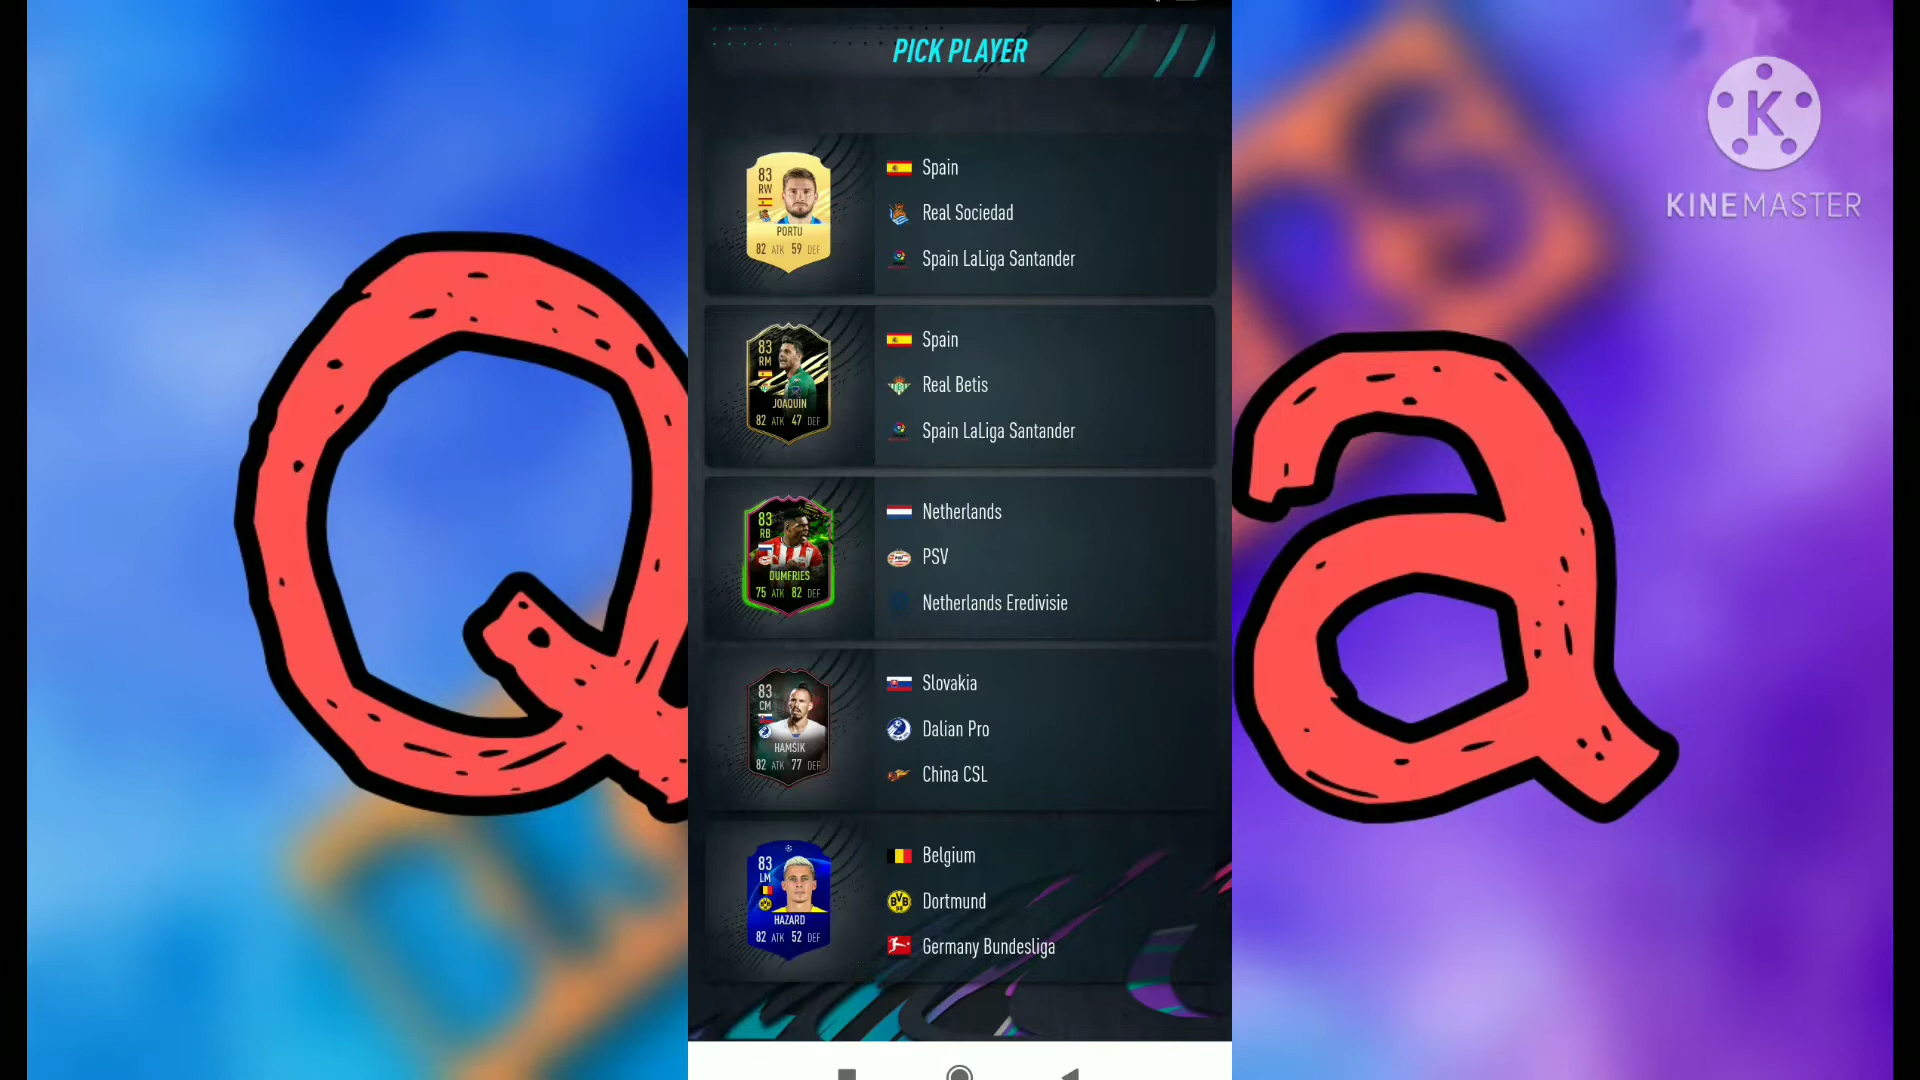 PICK PLAYER
83
RW
PORTU
82 ATK 59 DEF
Spain
Real Sociedad
Spain LaLiga Santander
83
RM
JOAQUÍN
82 ATK 47 DEF
Spain
Real Betis
Spain LaLiga Santander
83
RB
DUMFRIES
75 ATK 82 DEF
Netherlands
PSV
Netherlands Eredivisie
83
CM
HAMŠÍK
82 ATK 77 DEF
Slovakia
Dalian Pro
China CSL
83
LM
HAZARD
82 ATK 52 DEF
Belgium
BVB
Dortmund
Germany Bundesliga
Q
a
K
KINEMASTER